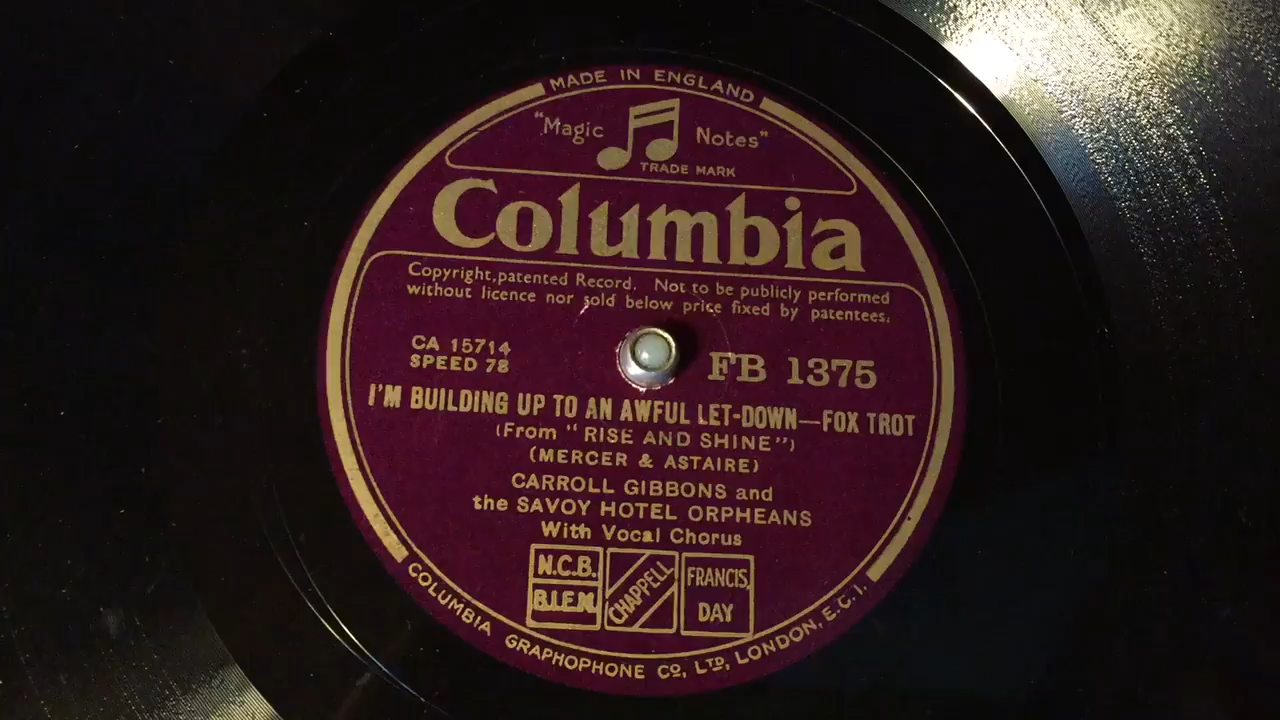 MADE IN ENGLAND
"Magic Notes"
TRADE MARK
Columbia
Copyright, patented Record. Not to be publicly performed
without licence nor sold below price fixed by patentees.
CA 15714
SPEED 78
FB 1375
I'M BUILDING UP TO AN AWFUL LET-DOWN—FOX TROT
(From "RISE AND SHINE")
(MERCER & ASTAIRE)
CARROLL GIBBONS and
the SAVOY HOTEL ORPHEANS
With Vocal Chorus
N.C.B.
B.I.E.M.
CHAPPELL
FRANCIS,
DAY
COLUMBIA GRAPHOPHONE CO, LTD, LONDON, E.C.1.